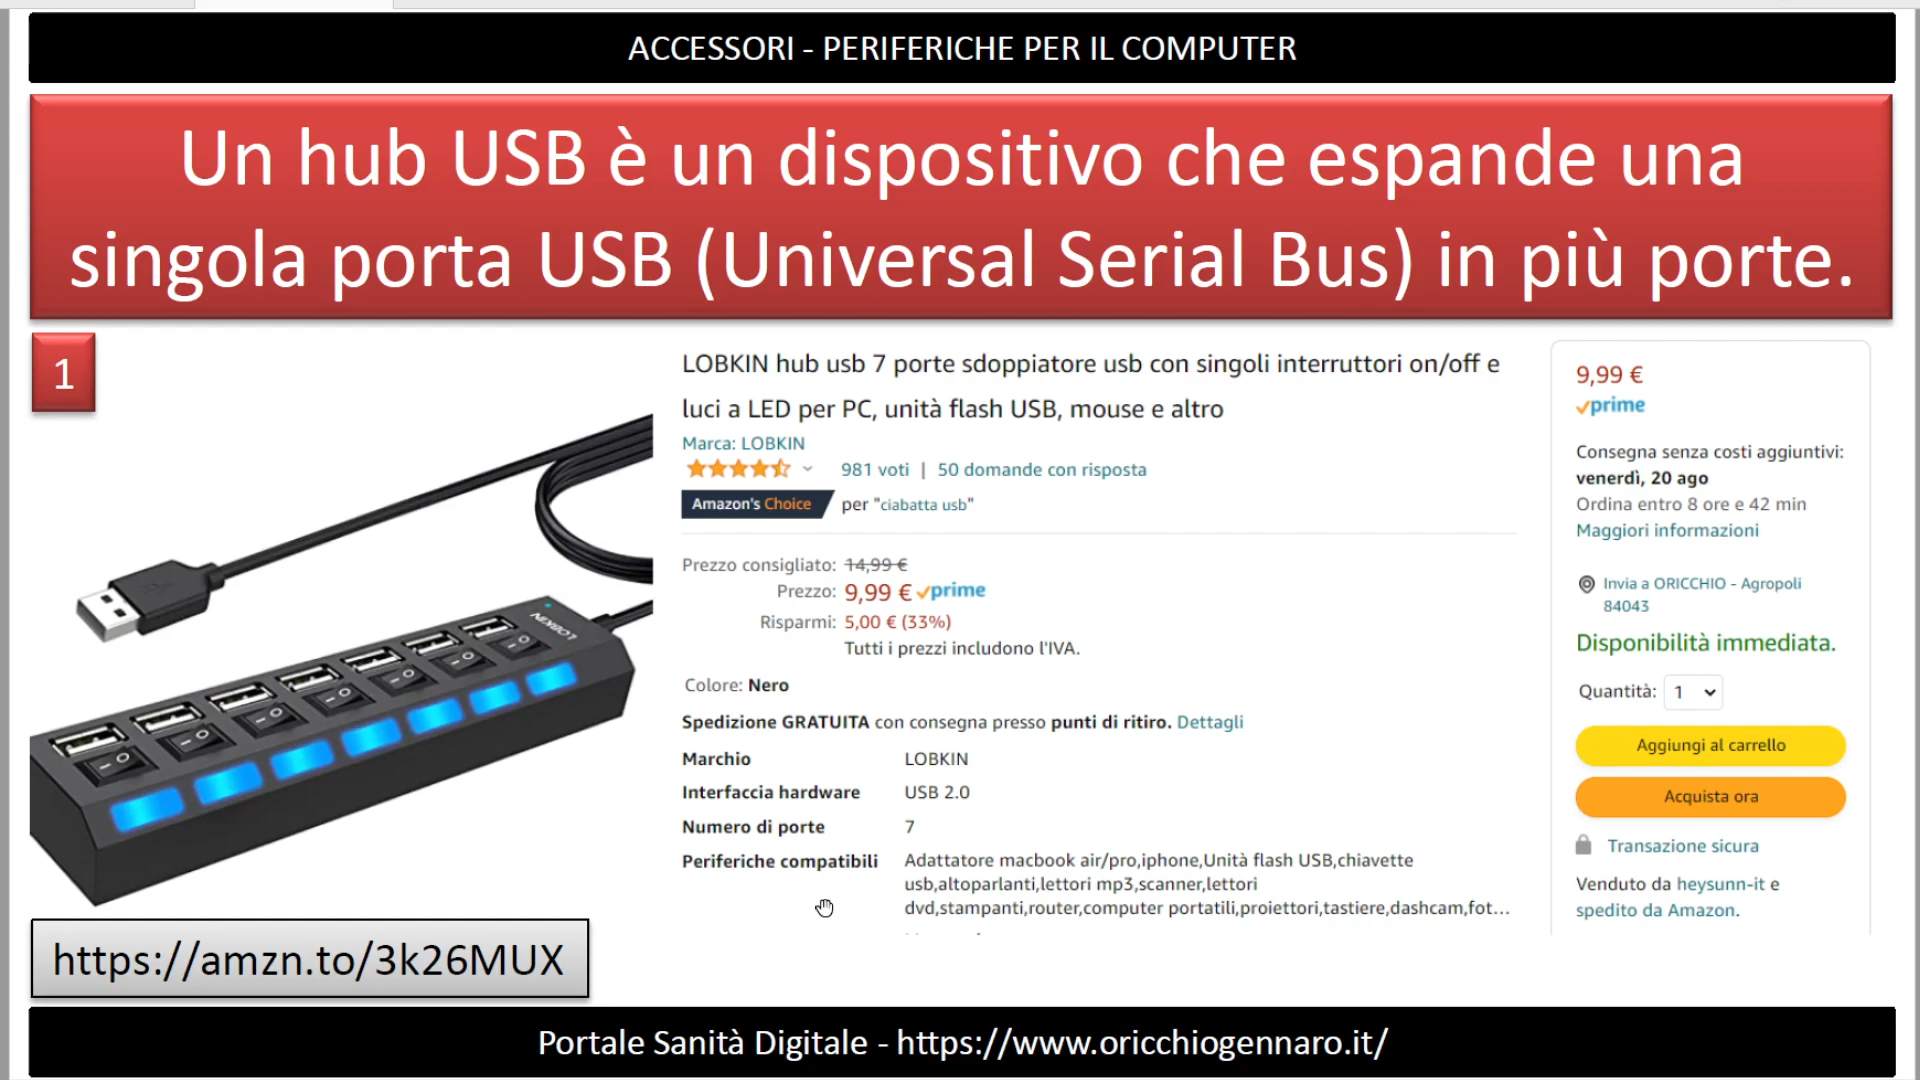 ACCESSORI - PERIFERICHE PER IL COMPUTER
Un hub USB è un dispositivo che espande una
singola porta USB (Universal Serial Bus) in più porte.
1
LOBKIN
LOBKIN hub usb 7 porte sdoppiatore usb con singoli interruttori on/off e
luci a LED per PC, unità flash USB, mouse e altro
Marca: LOBKIN
981 voti | 50 domande con risposta
Amazon's Choice per "ciabatta usb"
Prezzo consigliato: 14,99 €
Prezzo: 9,99 € prime
Risparmi: 5,00 € (33%)
Tutti i prezzi includono l'IVA.
Colore: Nero
Spedizione GRATUITA con consegna presso punti di ritiro. Dettagli
Marchio LOBKIN
Interfaccia hardware USB 2.0
Numero di porte 7
Periferiche compatibili Adattatore macbook air/pro,iphone,Unità flash USB,chiavette
usb,altoparlanti,lettori mp3,scanner,lettori
dvd,stampanti,router,computer portatili,proiettori,tastiere,dashcam,fot...
9,99 €
prime
Consegna senza costi aggiuntivi:
venerdì, 20 ago
Ordina entro 8 ore e 42 min
Maggiori informazioni
Invia a ORICCHIO - Agropoli
84043
Disponibilità immediata.
Quantità: 1
Aggiungi al carrello
Acquista ora
Transazione sicura
Venduto da heysunn-it e
spedito da Amazon.
https://amzn.to/3k26MUX
Portale Sanità Digitale - https://www.oricchiogennaro.it/